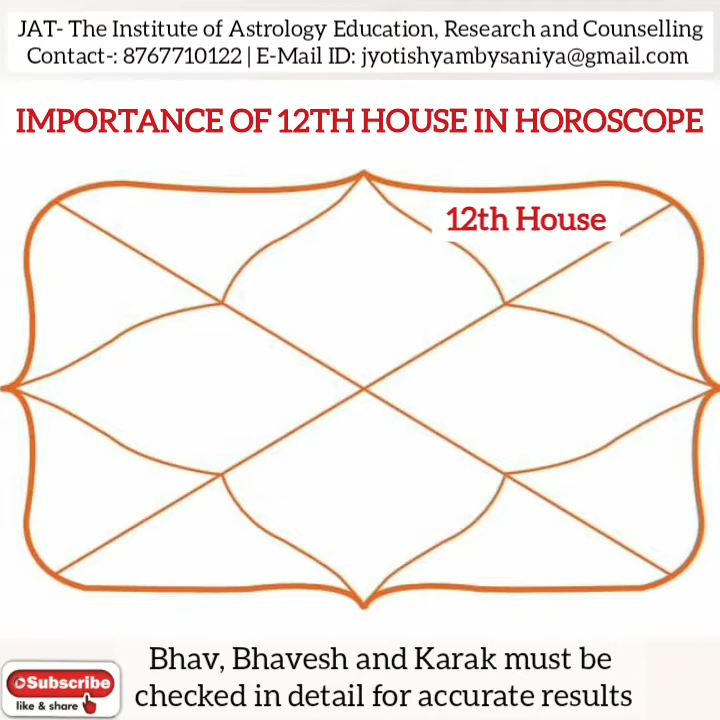 JAT- The Institute of Astrology Education, Research and Counselling
Contact-: 8767710122 | E-Mail ID: jyotishyambysaniya@gmail.com
IMPORTANCE OF 12TH HOUSE IN HOROSCOPE
12th House
Bhav, Bhavesh and Karak must be
checked in detail for accurate results
Subscribe
like & share